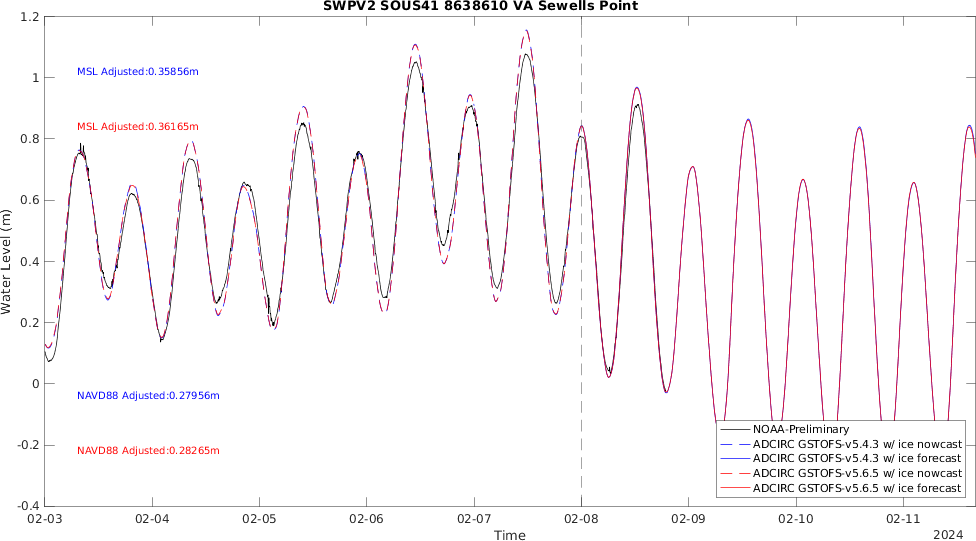 SWPV2 SOUS41 8638610 VA Sewells Point
1.2
1
0.8
0.6
0.4
0.2
0
-0.2
-0.4
Water Level (m)
MSL Adjusted:0.35856m
MSL Adjusted:0.36165m
NAVD88 Adjusted:0.27956m
NAVD88 Adjusted:0.28265m
NOAA-Preliminary
ADCIRC GSTOFS-v5.4.3 w/ ice nowcast
ADCIRC GSTOFS-v5.4.3 w/ ice forecast
ADCIRC GSTOFS-v5.6.5 w/ ice nowcast
ADCIRC GSTOFS-v5.6.5 w/ ice forecast
02-03 02-04 02-05 02-06 02-07 02-08 02-09 02-10 02-11
Time
2024